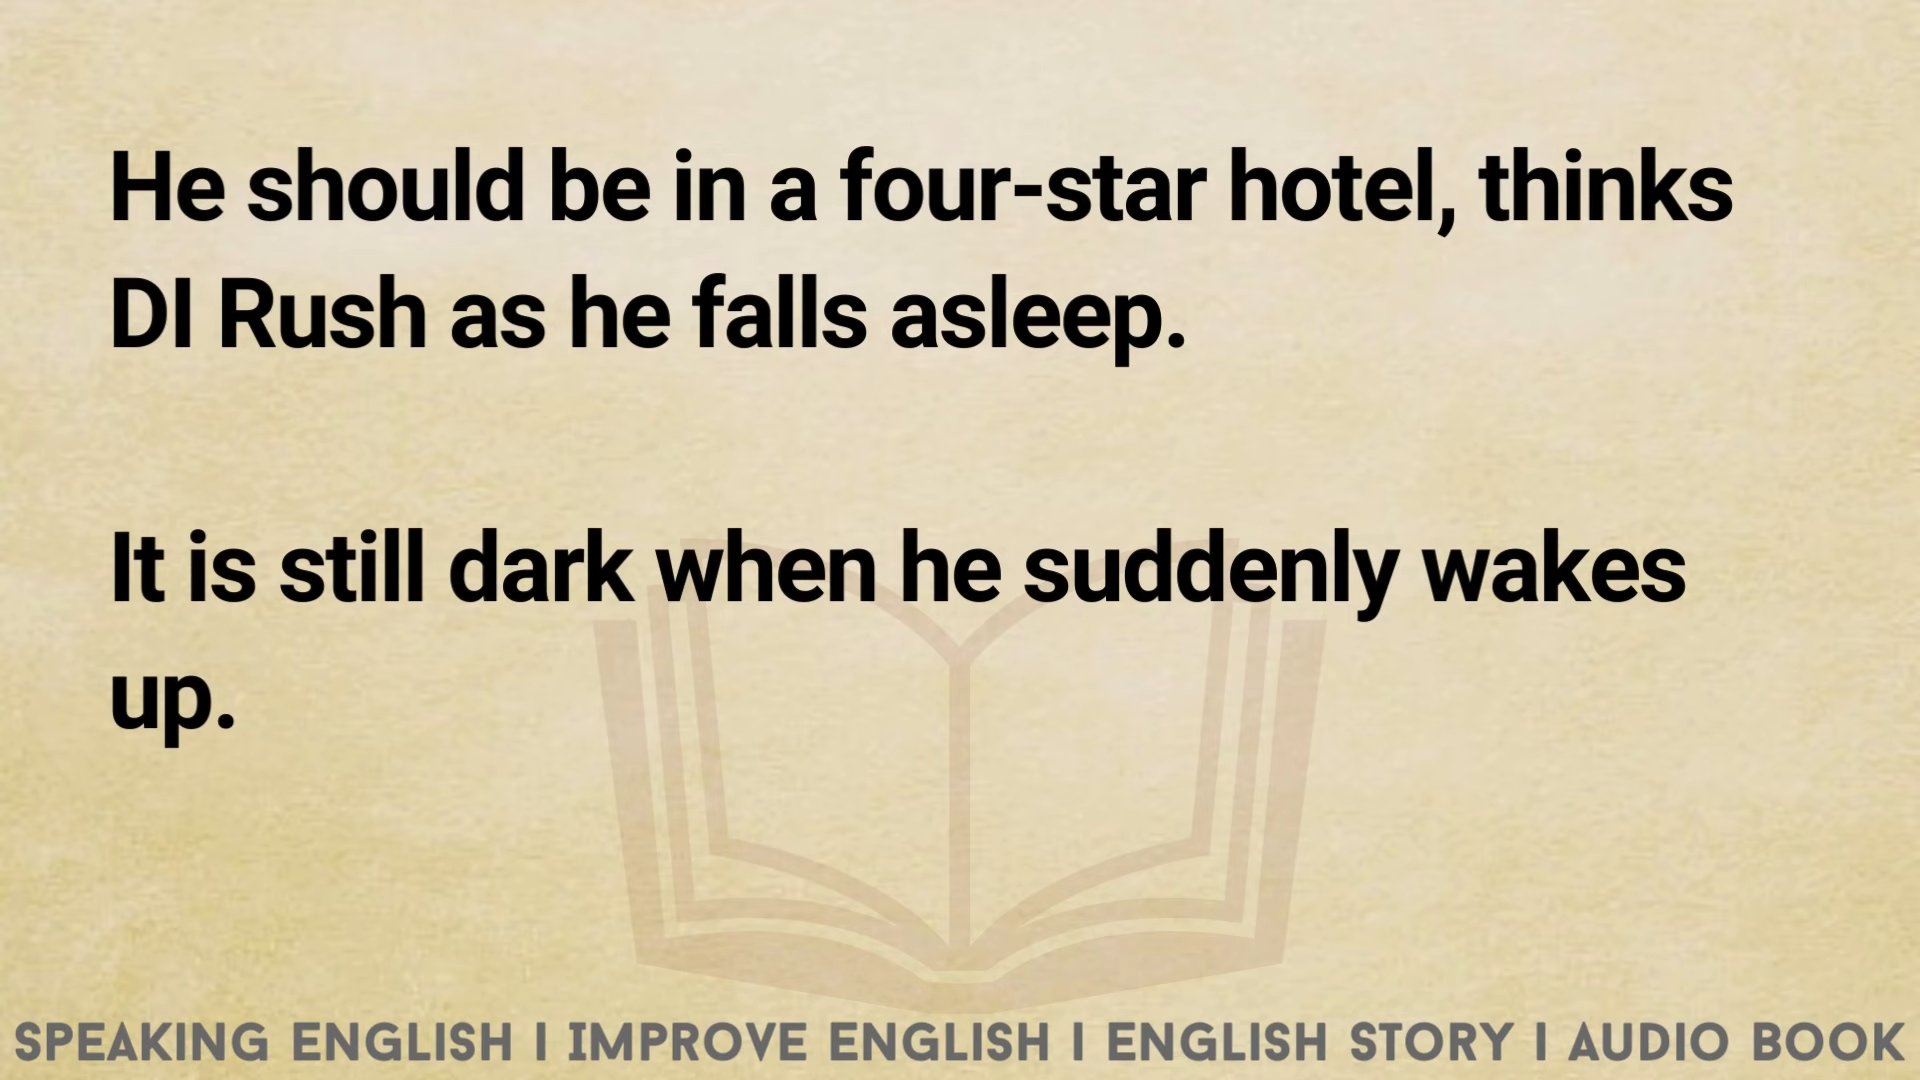 He should be in a four-star hotel, thinks
DI Rush as he falls asleep.
It is still dark when he suddenly wakes
up.
SPEAKING ENGLISH I IMPROVE ENGLISH I ENGLISH STORY I AUDIO BOOK